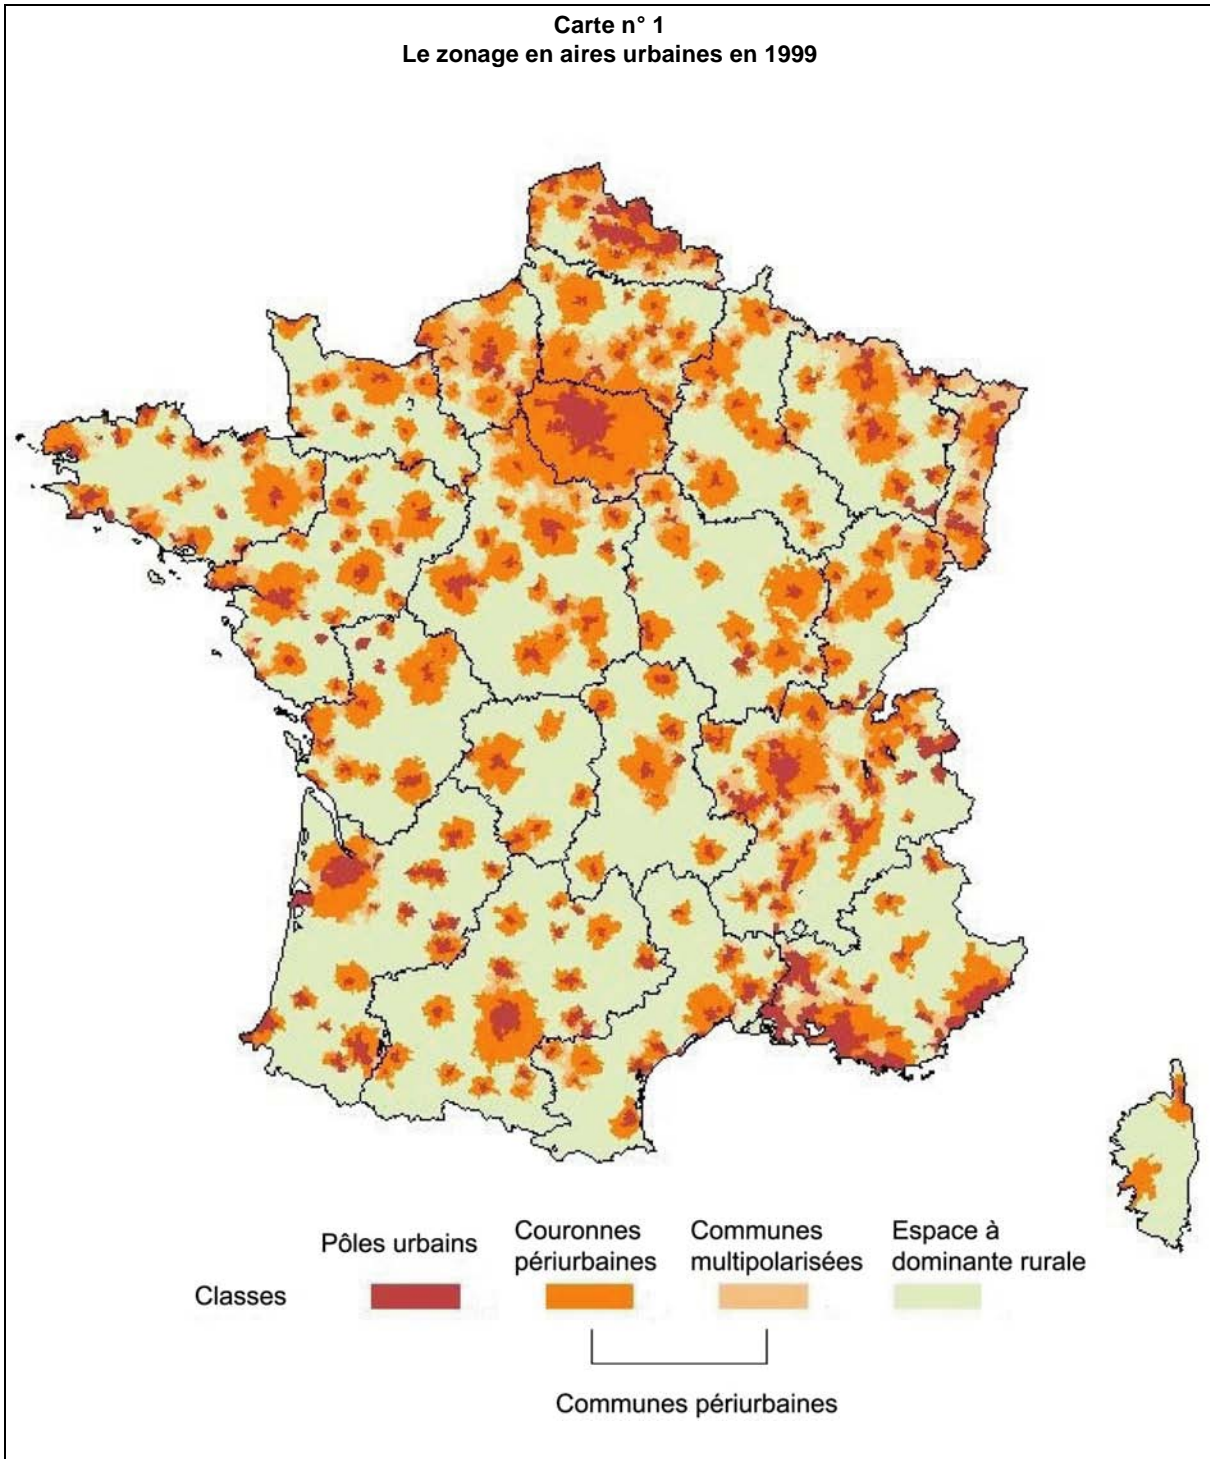 Carte n° 1
Le zonage en aires urbaines en 1999
Pôles urbains
Couronnes
périurbaines
Communes
multipolarisées
Espace à
dominante rurale
Classes
Communes périurbaines